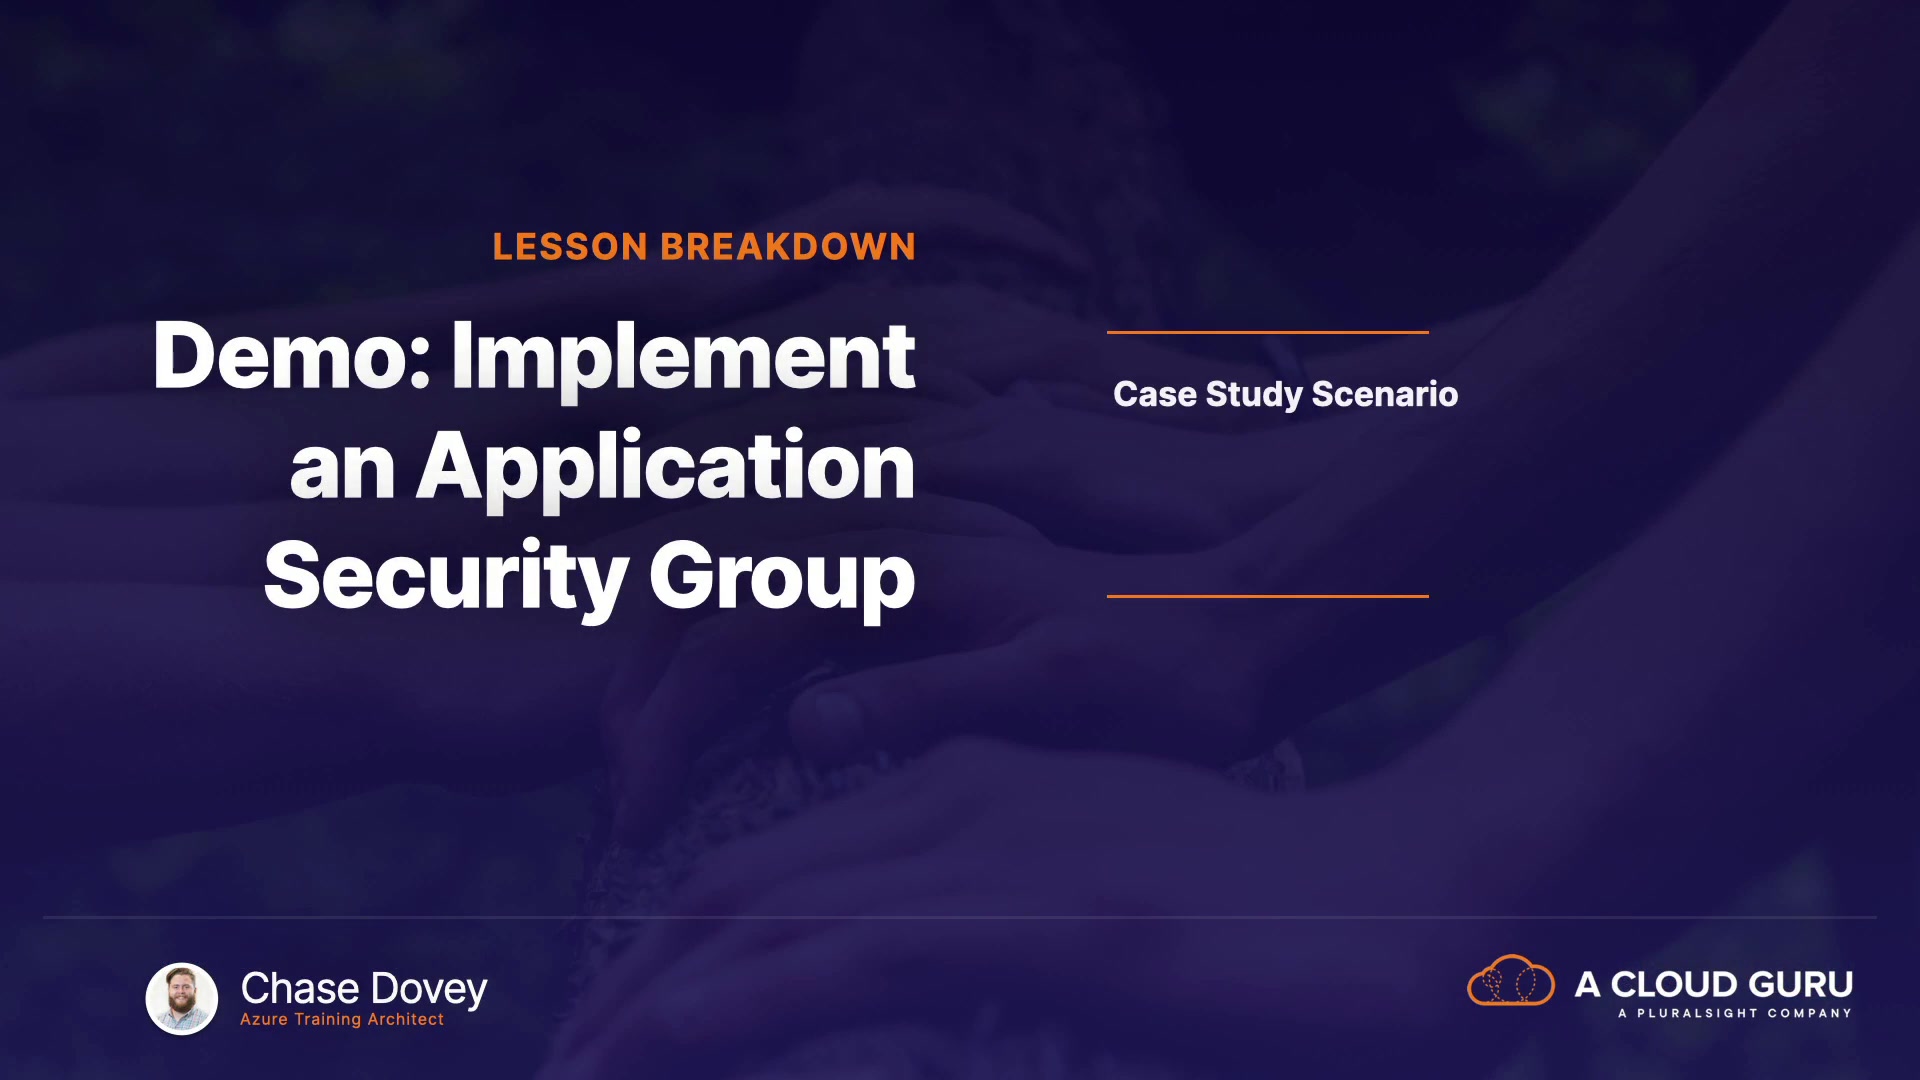 LESSON BREAKDOWN
Demo: Implement
an Application
Security Group
Case Study Scenario
Chase Dovey
Azure Training Architect
A CLOUD GURU
A PLURALSIGHT COMPANY